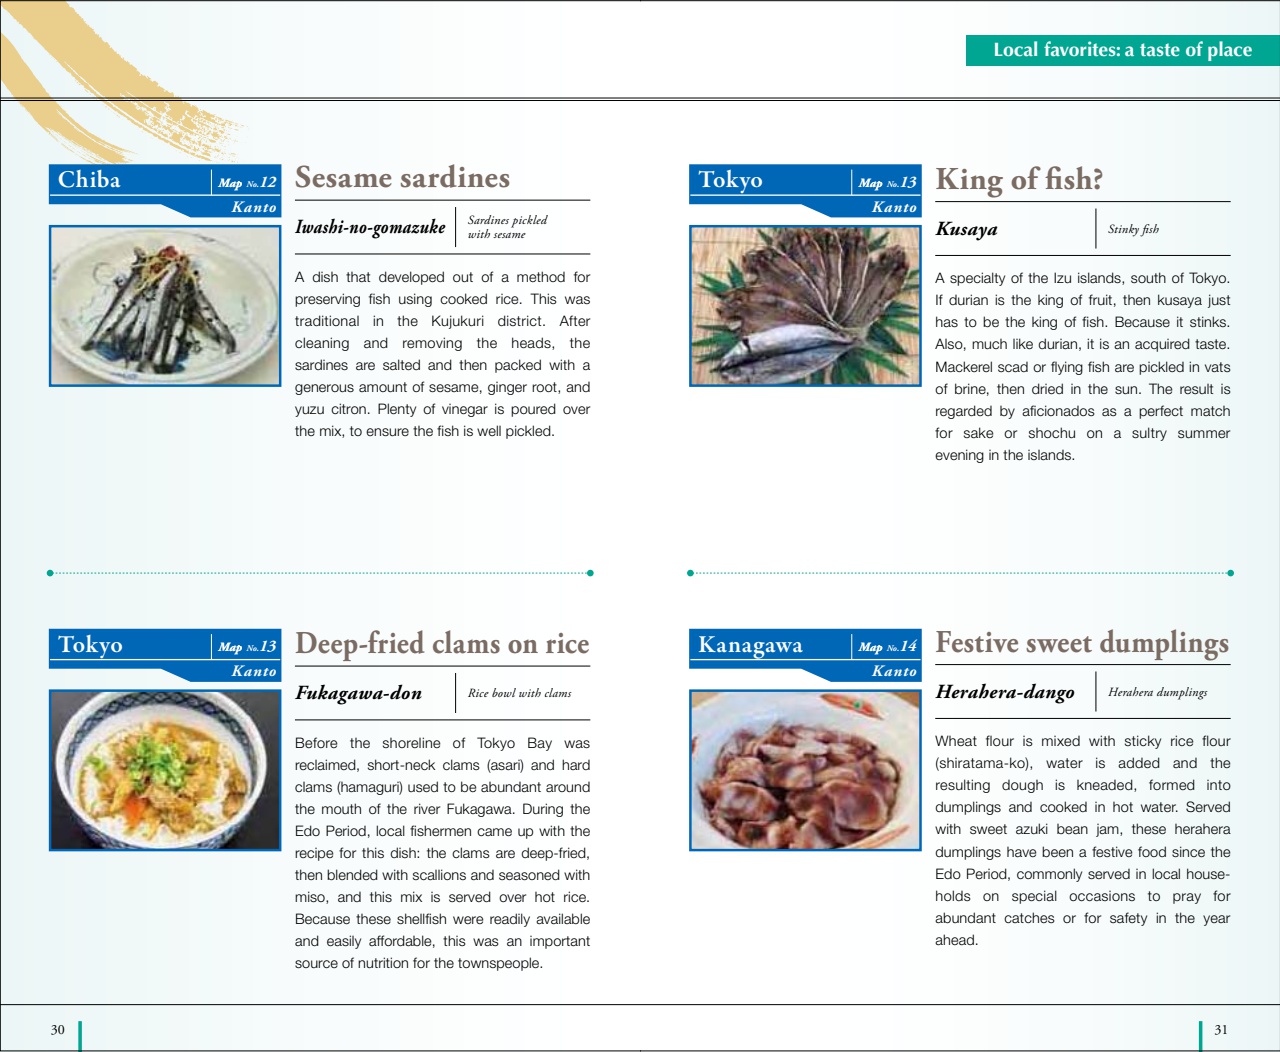 Local favorites: a taste of place
Chiba
Map No.12
Kanto
Sesame sardines
Iwashi-no-gomazuke
Sardines pickled
with sesame
A dish that developed out of a method for
preserving fish using cooked rice. This was
traditional in the Kujukuri district. After
cleaning and removing the heads, the
sardines are salted and then packed with a
generous amount of sesame, ginger root, and
yuzu citron. Plenty of vinegar is poured over
the mix, to ensure the fish is well pickled.
Tokyo
Map No.13
Kanto
Deep-fried clams on rice
Fukagawa-don
Rice bowl with clams
Before the shoreline of Tokyo Bay was
reclaimed, short-neck clams (asari) and hard
clams (hamaguri) used to be abundant around
the mouth of the river Fukagawa. During the
Edo Period, local fishermen came up with the
recipe for this dish: the clams are deep-fried,
then blended with scallions and seasoned with
miso, and this mix is served over hot rice.
Because these shellfish were readily available
and easily affordable, this was an important
source of nutrition for the townspeople.
30
Tokyo
Map No.13
Kanto
King of fish?
Kusaya
Stinky fish
A specialty of the Izu islands, south of Tokyo.
If durian is the king of fruit, then kusaya just
has to be the king of fish. Because it stinks.
Also, much like durian, it is an acquired taste.
Mackerel scad or flying fish are pickled in vats
of brine, then dried in the sun. The result is
regarded by aficionados as a perfect match
for sake or shochu on a sultry summer
evening in the islands.
Kanagawa
Map No.14
Kanto
Festive sweet dumplings
Herahera-dango
Herahera dumplings
Wheat flour is mixed with sticky rice flour
(shiratama-ko), water is added and the
resulting dough is kneaded, formed into
dumplings and cooked in hot water. Served
with sweet azuki bean jam, these herahera
dumplings have been a festive food since the
Edo Period, commonly served in local house-
holds on special occasions to pray for
abundant catches or for safety in the year
ahead.
31